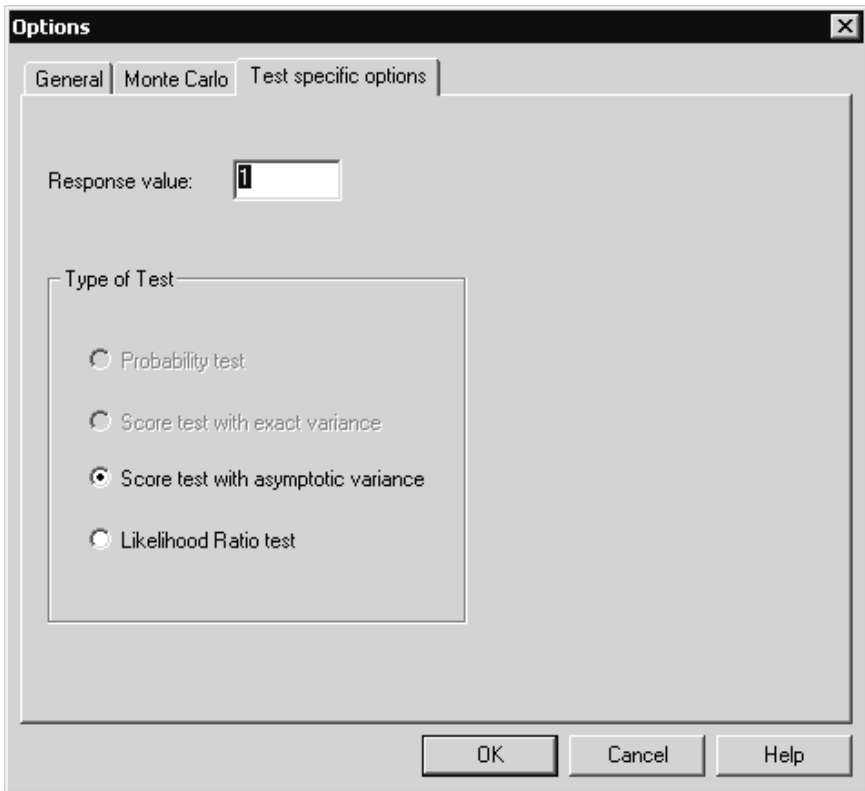 Options
General Monte Carlo Test specific options
Response value: 1
Type of Test
Probability test
Score test with exact variance
Score test with asymptotic variance
Likelihood Ratio test
OK Cancel Help